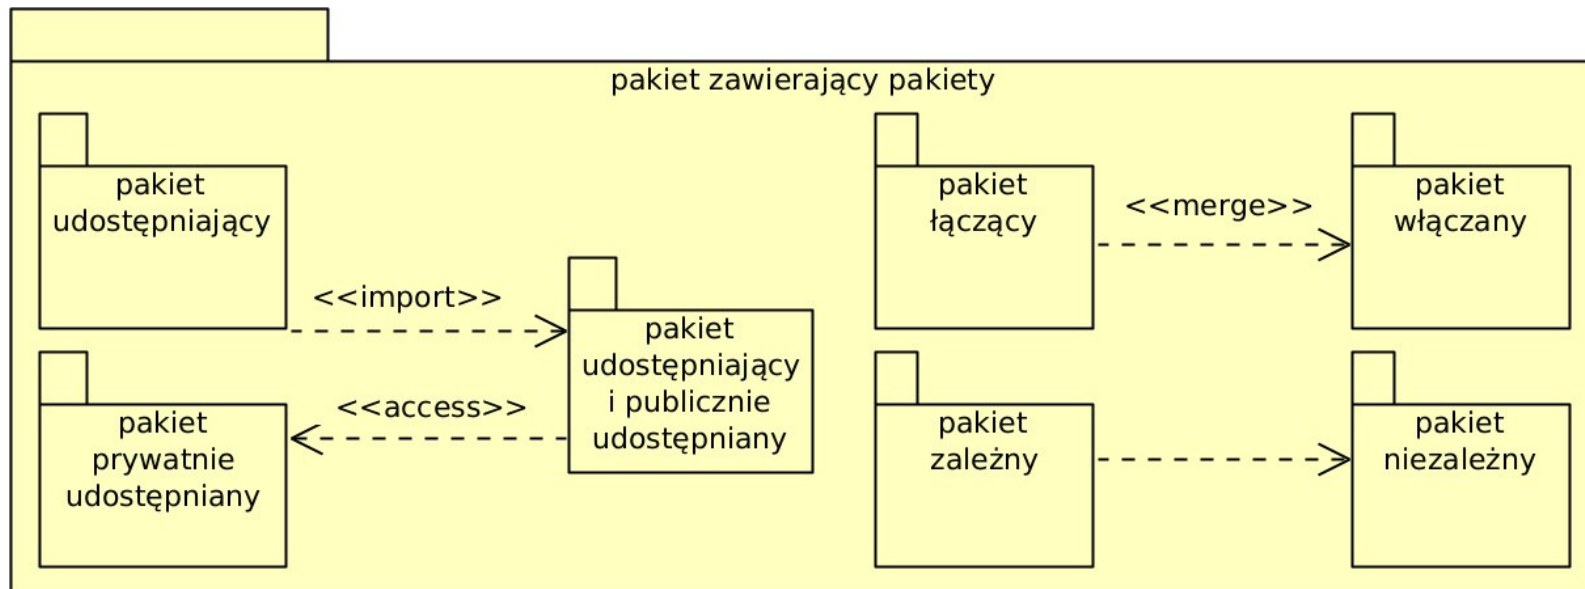 pakiet zawierający pakiety
pakiet
udostępniający
<<import>>
pakiet
udostępniający
i publicznie
udostępniany
<<access>>
pakiet
prywatnie
udostępniany
pakiet
łączący
<<merge>>
pakiet
włączany
pakiet
zależny
pakiet
niezależny